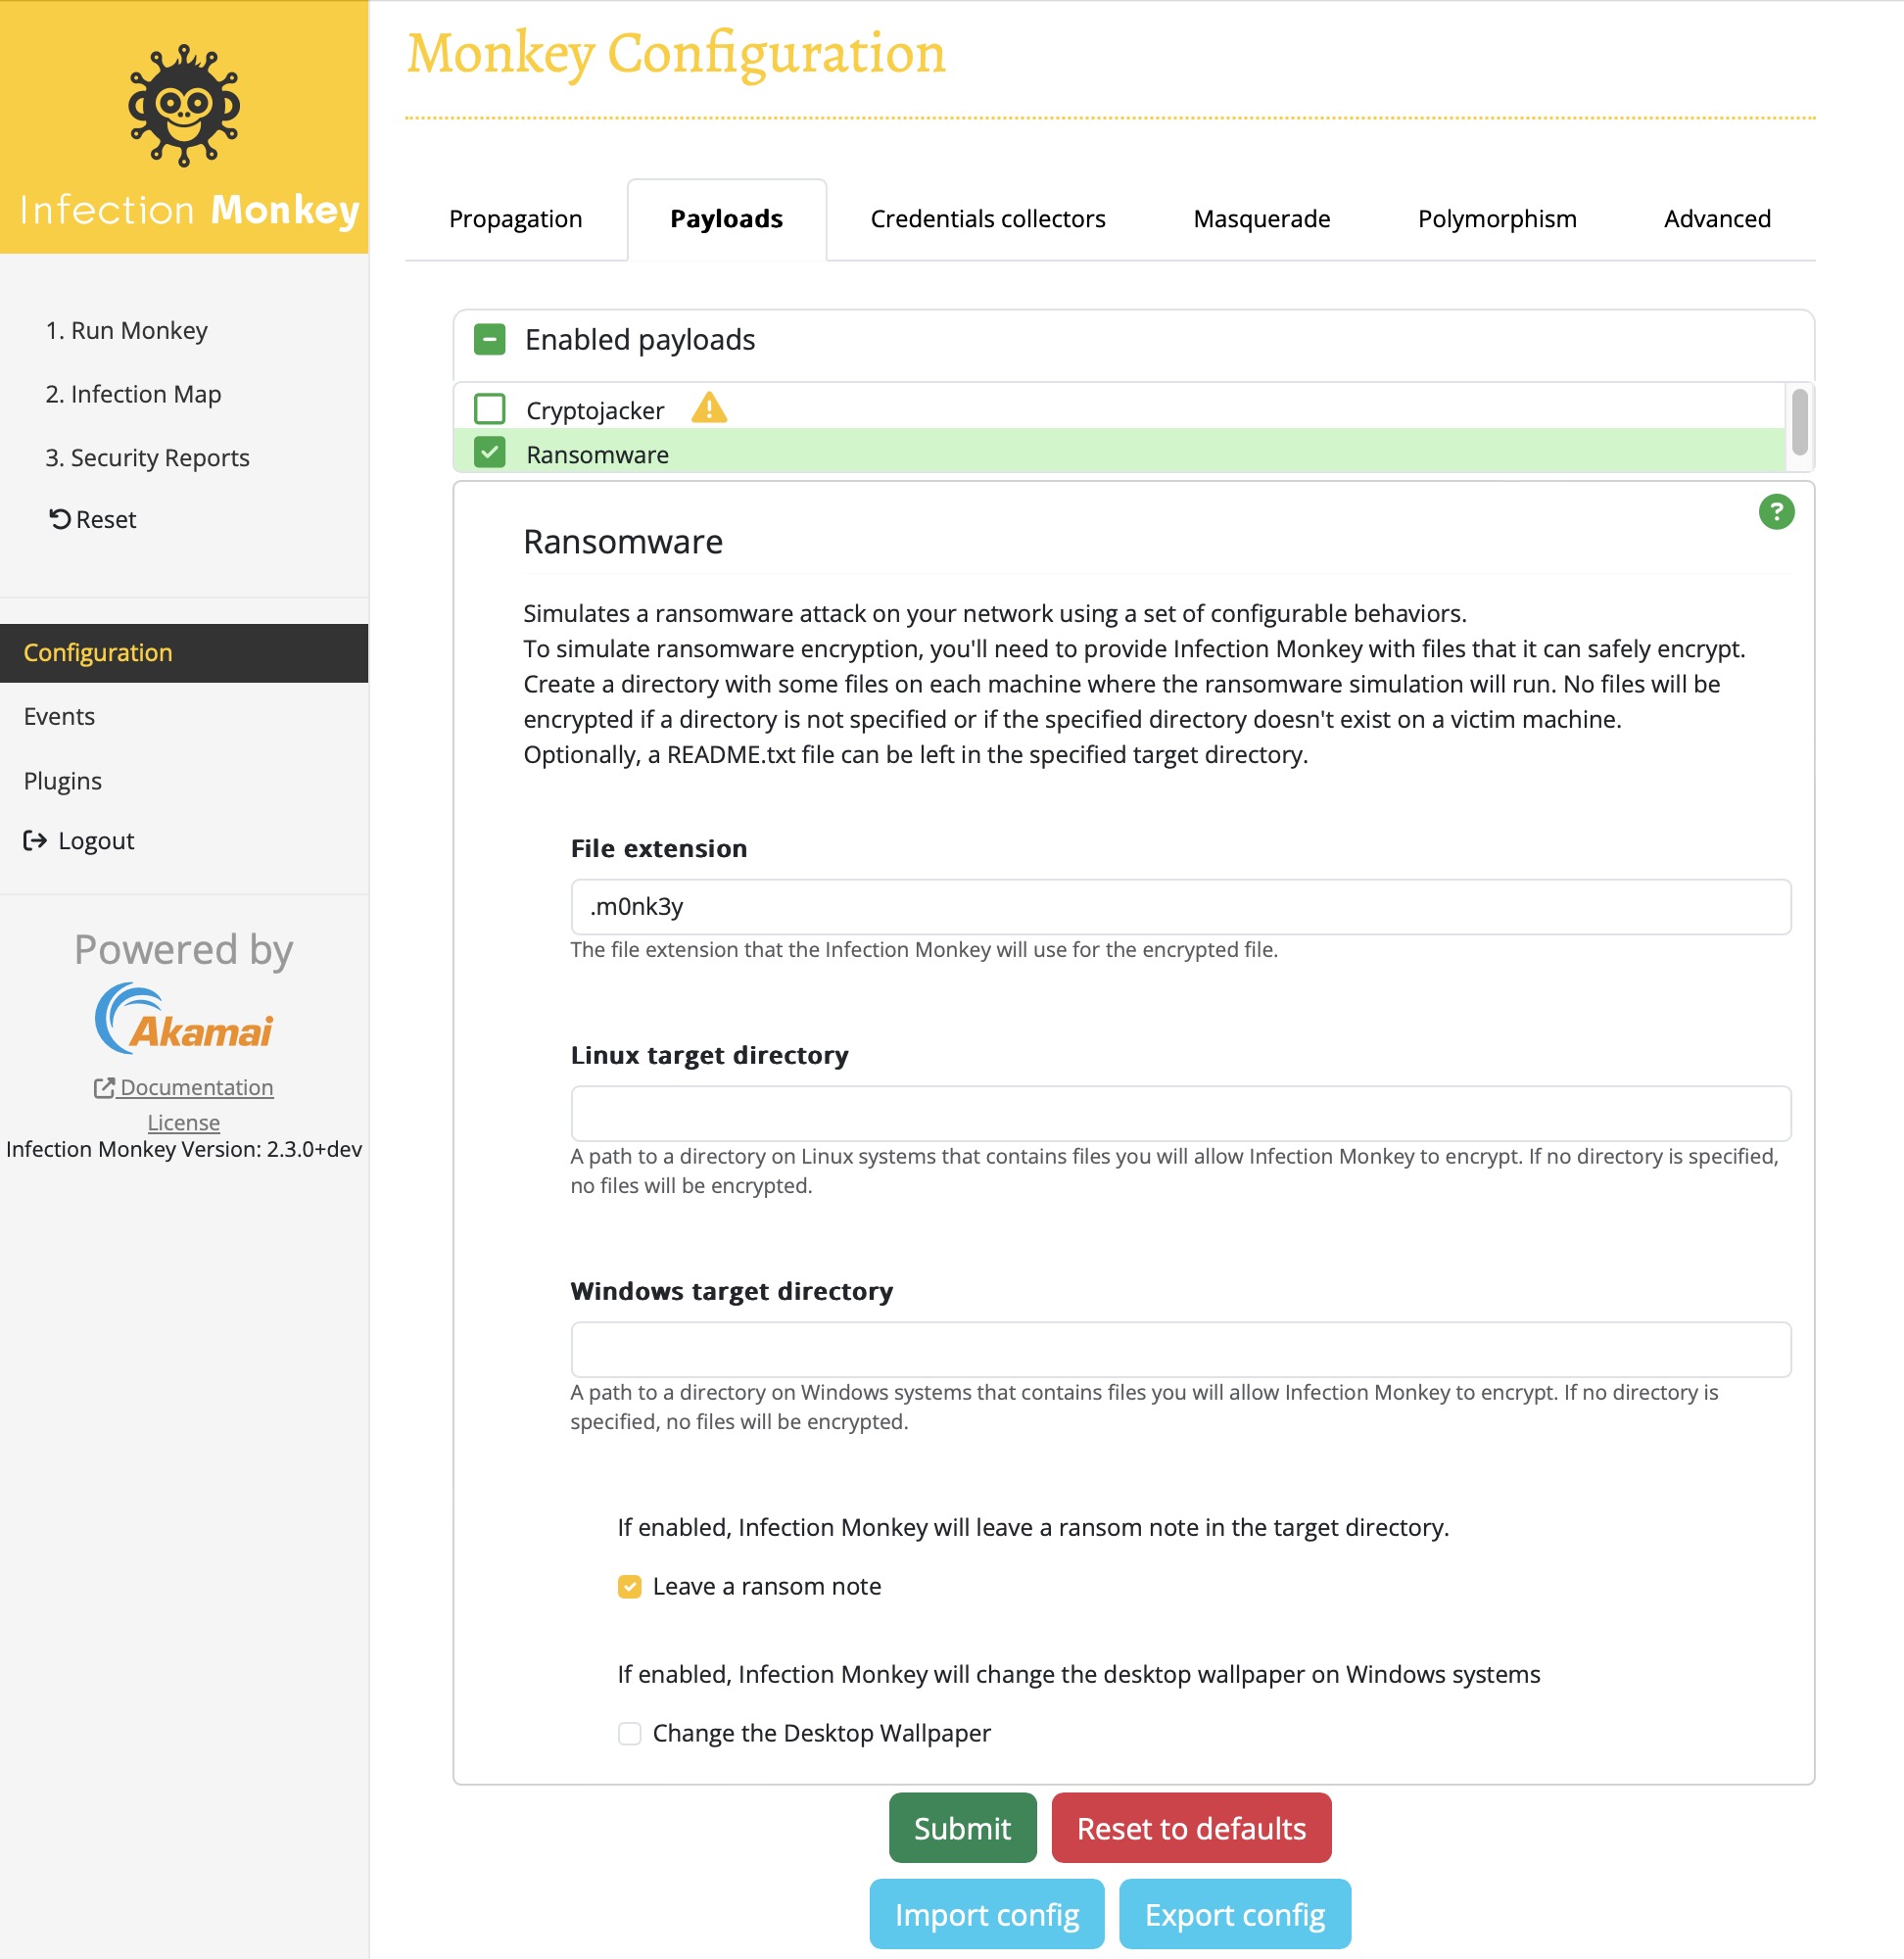 Infection Monkey
1. Run Monkey
2. Infection Map
3. Security Reports
Reset
Configuration
Events
Plugins
Logout
Powered by
Akamai
Documentation
License
Infection Monkey Version: 2.3.0+dev
Monkey Configuration
Propagation
Payloads
Credentials collectors
Masquerade
Polymorphism
Advanced
Enabled payloads
Cryptojacker
Ransomware
?
Ransomware
Simulates a ransomware attack on your network using a set of configurable behaviors.
To simulate ransomware encryption, you'll need to provide Infection Monkey with files that it can safely encrypt.
Create a directory with some files on each machine where the ransomware simulation will run. No files will be
encrypted if a directory is not specified or if the specified directory doesn't exist on a victim machine.
Optionally, a README.txt file can be left in the specified target directory.
File extension
.m0nk3y
The file extension that the Infection Monkey will use for the encrypted file.
Linux target directory
A path to a directory on Linux systems that contains files you will allow Infection Monkey to encrypt. If no directory is specified,
no files will be encrypted.
Windows target directory
A path to a directory on Windows systems that contains files you will allow Infection Monkey to encrypt. If no directory is
specified, no files will be encrypted.
If enabled, Infection Monkey will leave a ransom note in the target directory.
Leave a ransom note
If enabled, Infection Monkey will change the desktop wallpaper on Windows systems
Change the Desktop Wallpaper
Submit
Reset to defaults
Import config
Export config